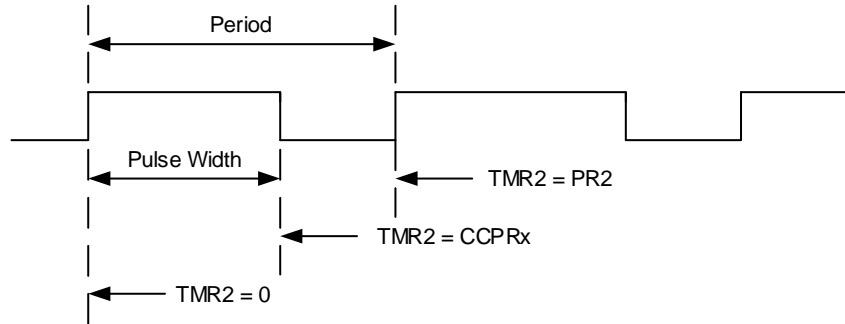 Period
Pulse Width
TMR2 = PR2
TMR2 = CCPRx
TMR2 = 0